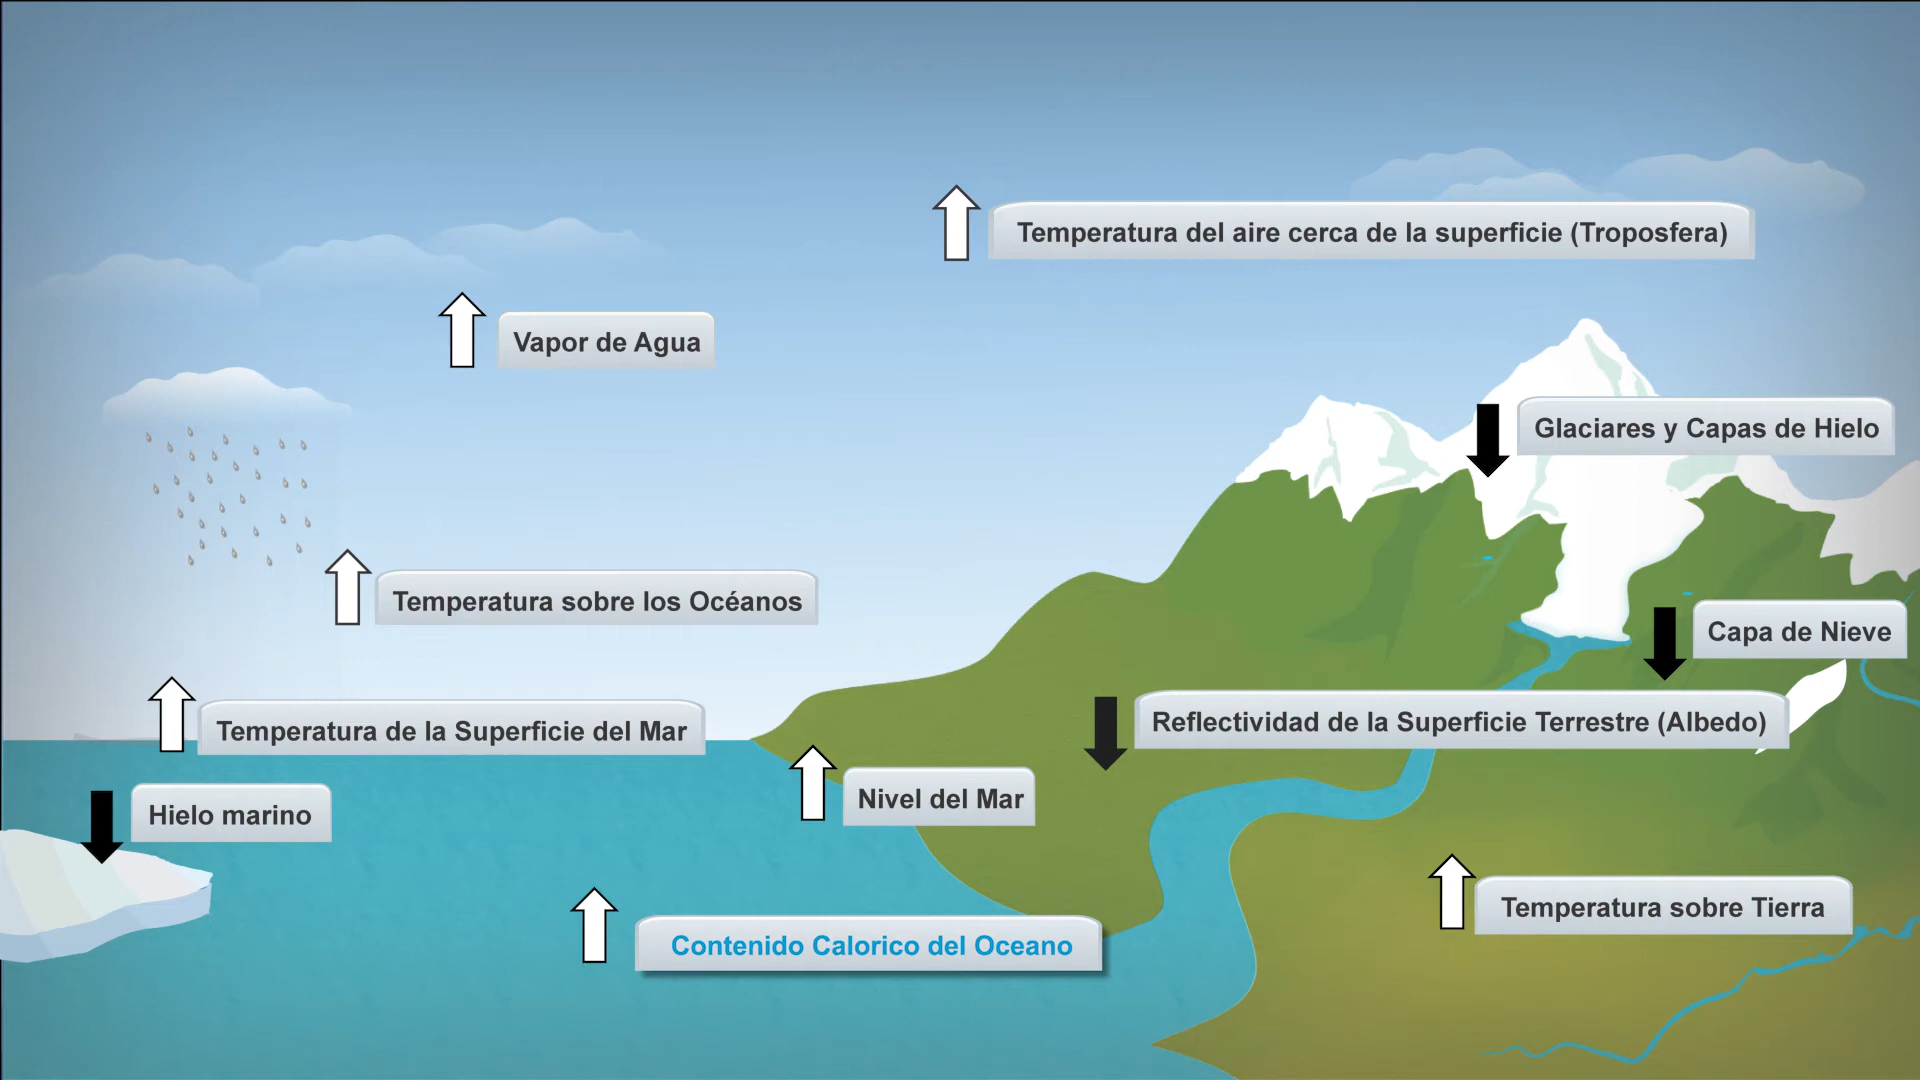 Temperatura del aire cerca de la superficie (Troposfera)
Vapor de Agua
Glaciares y Capas de Hielo
Temperatura sobre los Océanos
Capa de Nieve
Temperatura de la Superficie del Mar
Reflectividad de la Superficie Terrestre (Albedo)
Nivel del Mar
Hielo marino
Temperatura sobre Tierra
Contenido Calorico del Oceano